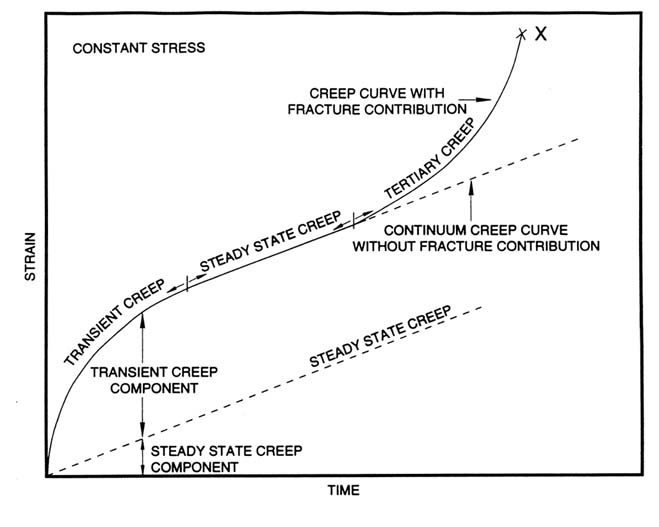 CONSTANT STRESS
X
CREEP CURVE WITH
FRACTURE CONTRIBUTION
TERTIARY CREEP
STEADY STATE CREEP
CONTINUUM CREEP CURVE
WITHOUT FRACTURE CONTRIBUTION
STRAIN
TRANSIENT CREEP
STEADY STATE CREEP
TRANSIENT CREEP
COMPONENT
STEADY STATE CREEP
COMPONENT
TIME